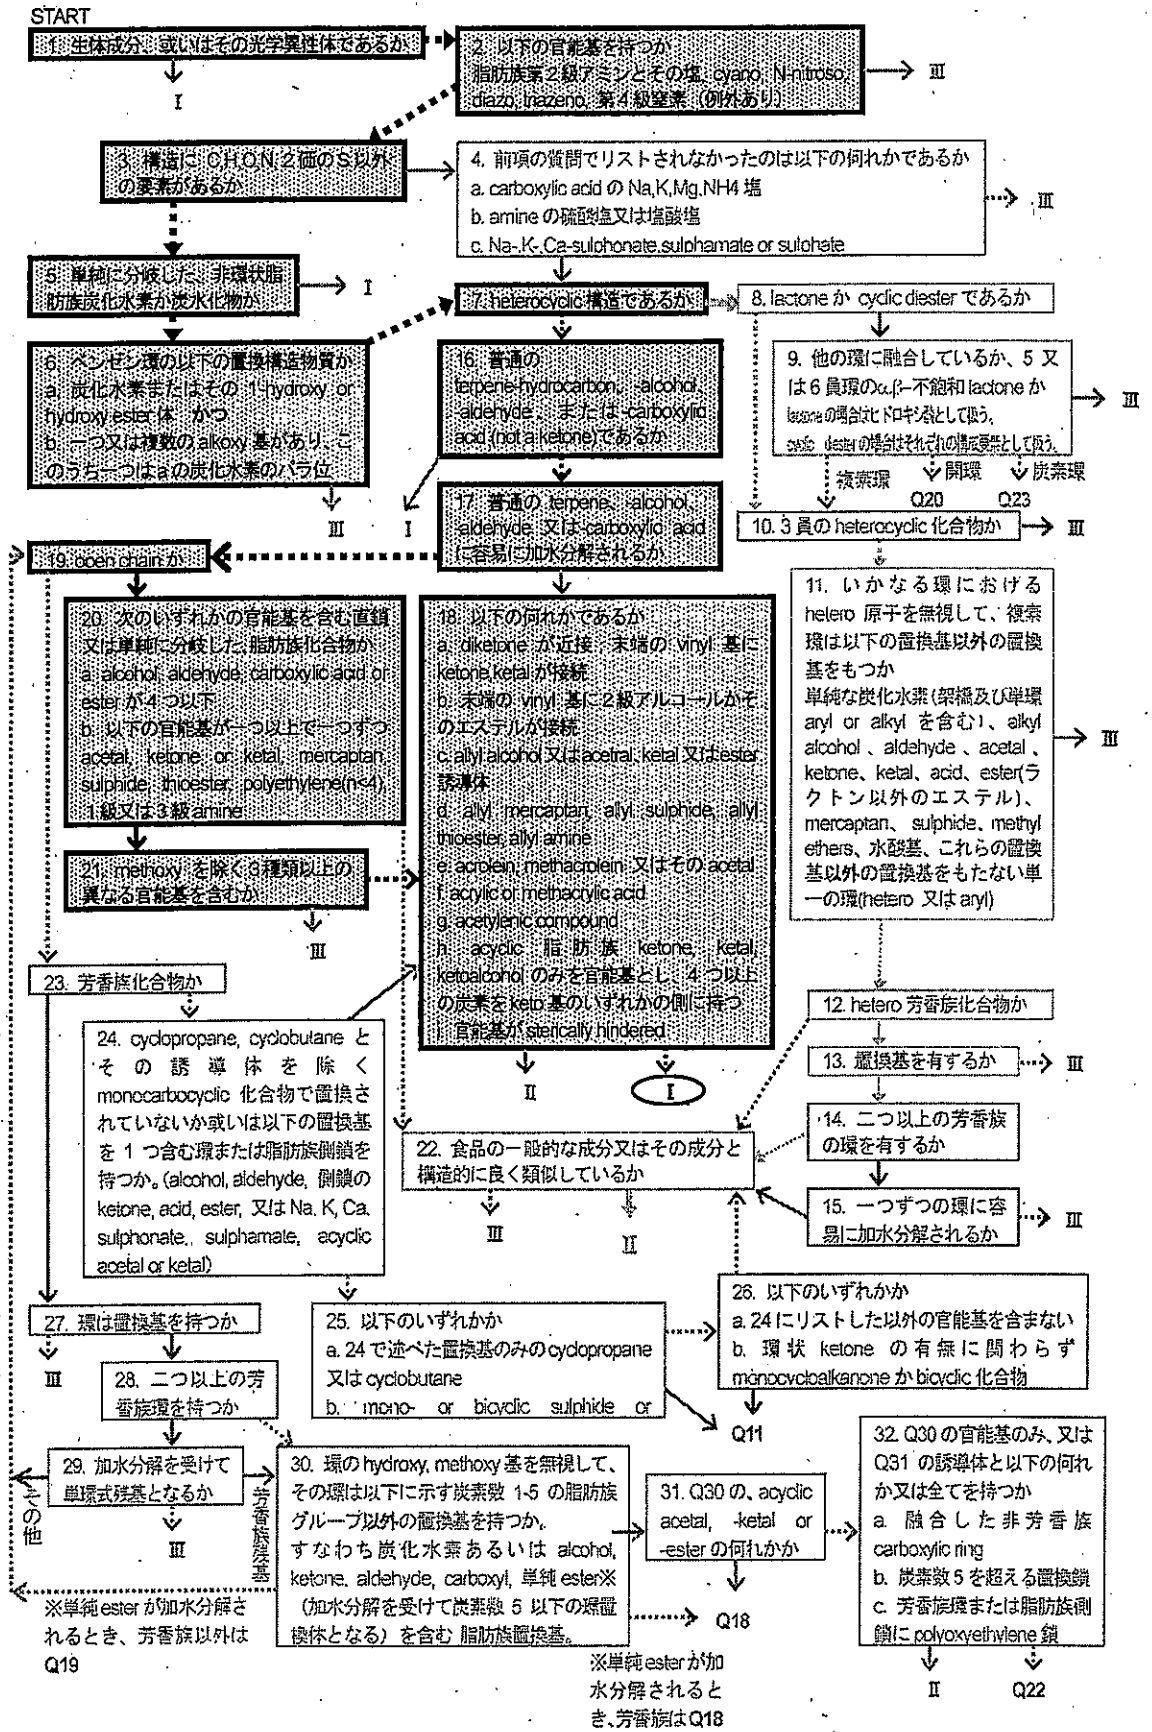 START
1. 生体成分、或いはその光学異性体であるか
I
2. 以下の官能基を持つか
脂肪族第2級アミンとその塩, cyano, N-nitroso,
diazo, triazeno, 第4級窒素 (例外あり)
III
3. 構造に C,H,O,N, 2価のS以外
の要素があるか
4. 前項の質問でリストされなかったのは以下の何れかであるか
a. carboxylic acid の Na,K,Mg,NH4 塩
b. amine の硫酸塩又は塩酸塩
c. Na-,K-,Ca-sulphonate,sulphamate or sulphate
III
5. 単純に分岐した、非環状脂
肪族炭化水素か炭水化物か
I
7. heterocyclic 構造であるか
8. lactone か cyclic diester であるか
6. ベンゼン環の以下の置換構造物質か
a. 炭化水素またはその 1-hydroxy or
hydroxy ester 体 かつ
b. 一つ又は複数の alkoxy 基があり、こ
のうち一つは a の炭化水素のパラ位
III
16. 普通の
terpene-hydrocarbon, -alcohol,
-aldehyde, または-carboxylic
acid (not a ketone)であるか
I
9. 他の環に融合しているか、5 又
は 6 員環のα,β-不飽和 lactone か
lactone の場合はヒドロキシ酸として扱う。
cyclic diester の場合はそれぞれの構成要素として扱う。
III
複素環
開環
炭素環
Q20
Q23
17. 普通の terpene, -alcohol,
-aldehyde 又は-carboxylic acid
に容易に加水分解されるか
10. 3 員の heterocyclic 化合物か
III
19. open chain か
20. 次のいずれかの官能基を含む直鎖
又は単純に分岐した、脂肪族化合物か
a. alcohol, aldehyde, carboxylic acid or
ester が 4 つ以下
b. 以下の官能基が一つ以上で一つずつ
acetal, ketone or ketal, mercaptan,
sulphide, thioester, polyethylene(n<4),
1級又は3級 amine
18. 以下の何れかであるか
a. diketone が近接 末端の vinyl 基に
ketone,ketal が接続
b. 末端の vinyl 基に2級アルコールかそ
のエステルが接続
c. allyl alcohol 又は acetral, ketal 又は ester
誘導体
d. allyl mercaptan, allyl sulphide, allyl
thioester, allyl amine
e. acrolein, methacrolein 又はその acetal
f. acrylic or methacrylic acid
g. acetylenic compound
h. acyclic 脂肪族 ketone, ketal,
ketoalcohol のみを官能基とし、4 つ以上
の炭素を keto 基のいずれかの側に持つ
i. 官能基が sterically hindered
II
I
11. いかなる環における
hetero 原子を無視して、複素
環は以下の置換基以外の置換
基をもつか
単純な炭化水素(架橋及び単環
aryl or alkyl を含む)、alkyl
alcohol、aldehyde、acetal、
ketone、ketal、acid、ester(ラ
クトン以外のエステル)、
mercaptan、sulphide、methyl
ethers、水酸基、これらの置換
基以外の置換基をもたない単
一の環(hetero 又は aryl)
III
21. methoxy を除く3種類以上の
異なる官能基を含むか
III
23. 芳香族化合物か
12. hetero 芳香族化合物か
24. cyclopropane, cyclobutane と
その誘導体を除く
monocarbocyclic 化合物で置換さ
れていないか或いは以下の置換基
を 1 つ含む環または脂肪族側鎖を
持つか。(alcohol, aldehyde, 側鎖の
ketone, acid, ester, 又は Na, K, Ca,
sulphonate,, sulphamate, acyclic
acetal or ketal)
13. 置換基を有するか
III
14. 二つ以上の芳香族
の環を有するか
22. 食品の一般的な成分又はその成分と
構造的に良く類似しているか
III
II
15. 一つずつの環に容
易に加水分解されるか
III
27. 環は置換基を持つか
III
25. 以下のいずれかか
a. 24 で述べた置換基のみの cyclopropane
又は cyclobutane
b. mono- or bicyclic sulphide or
Q11
26. 以下のいずれかか
a. 24 にリストした以外の官能基を含まない
b. 環状 ketone の有無に関わらず
monocycloalkanone か bicyclic 化合物
28. 二つ以上の芳
香族環を持つか
29. 加水分解を受けて
単環式残基となるか
III
その他
芳香族残基
30. 環の hydroxy, methoxy 基を無視して、
その環は以下に示す炭素数 1-5 の脂肪族
グループ以外の置換基を持つか。
すなわち炭化水素あるいは alcohol,
ketone, aldehyde, carboxyl, 単純 ester※
(加水分解を受けて炭素数 5 以下の環置
換体となる) を含む 脂肪族置換基。
31. Q30 の、acyclic
acetal, -ketal or
-ester の何れかか
Q18
32. Q30 の官能基のみ、又は
Q31 の誘導体と以下の何れ
か又は全てを持つか
a. 融合した非芳香族
carboxylic ring
b. 炭素数 5 を超える置換鎖
c. 芳香族環または脂肪族側
鎖に polyoxyethylene 鎖
II
Q22
※単純 ester が加水分解さ
れるとき、芳香族以外は
Q19
※単純 ester が加
水分解されると
き、芳香族は Q18